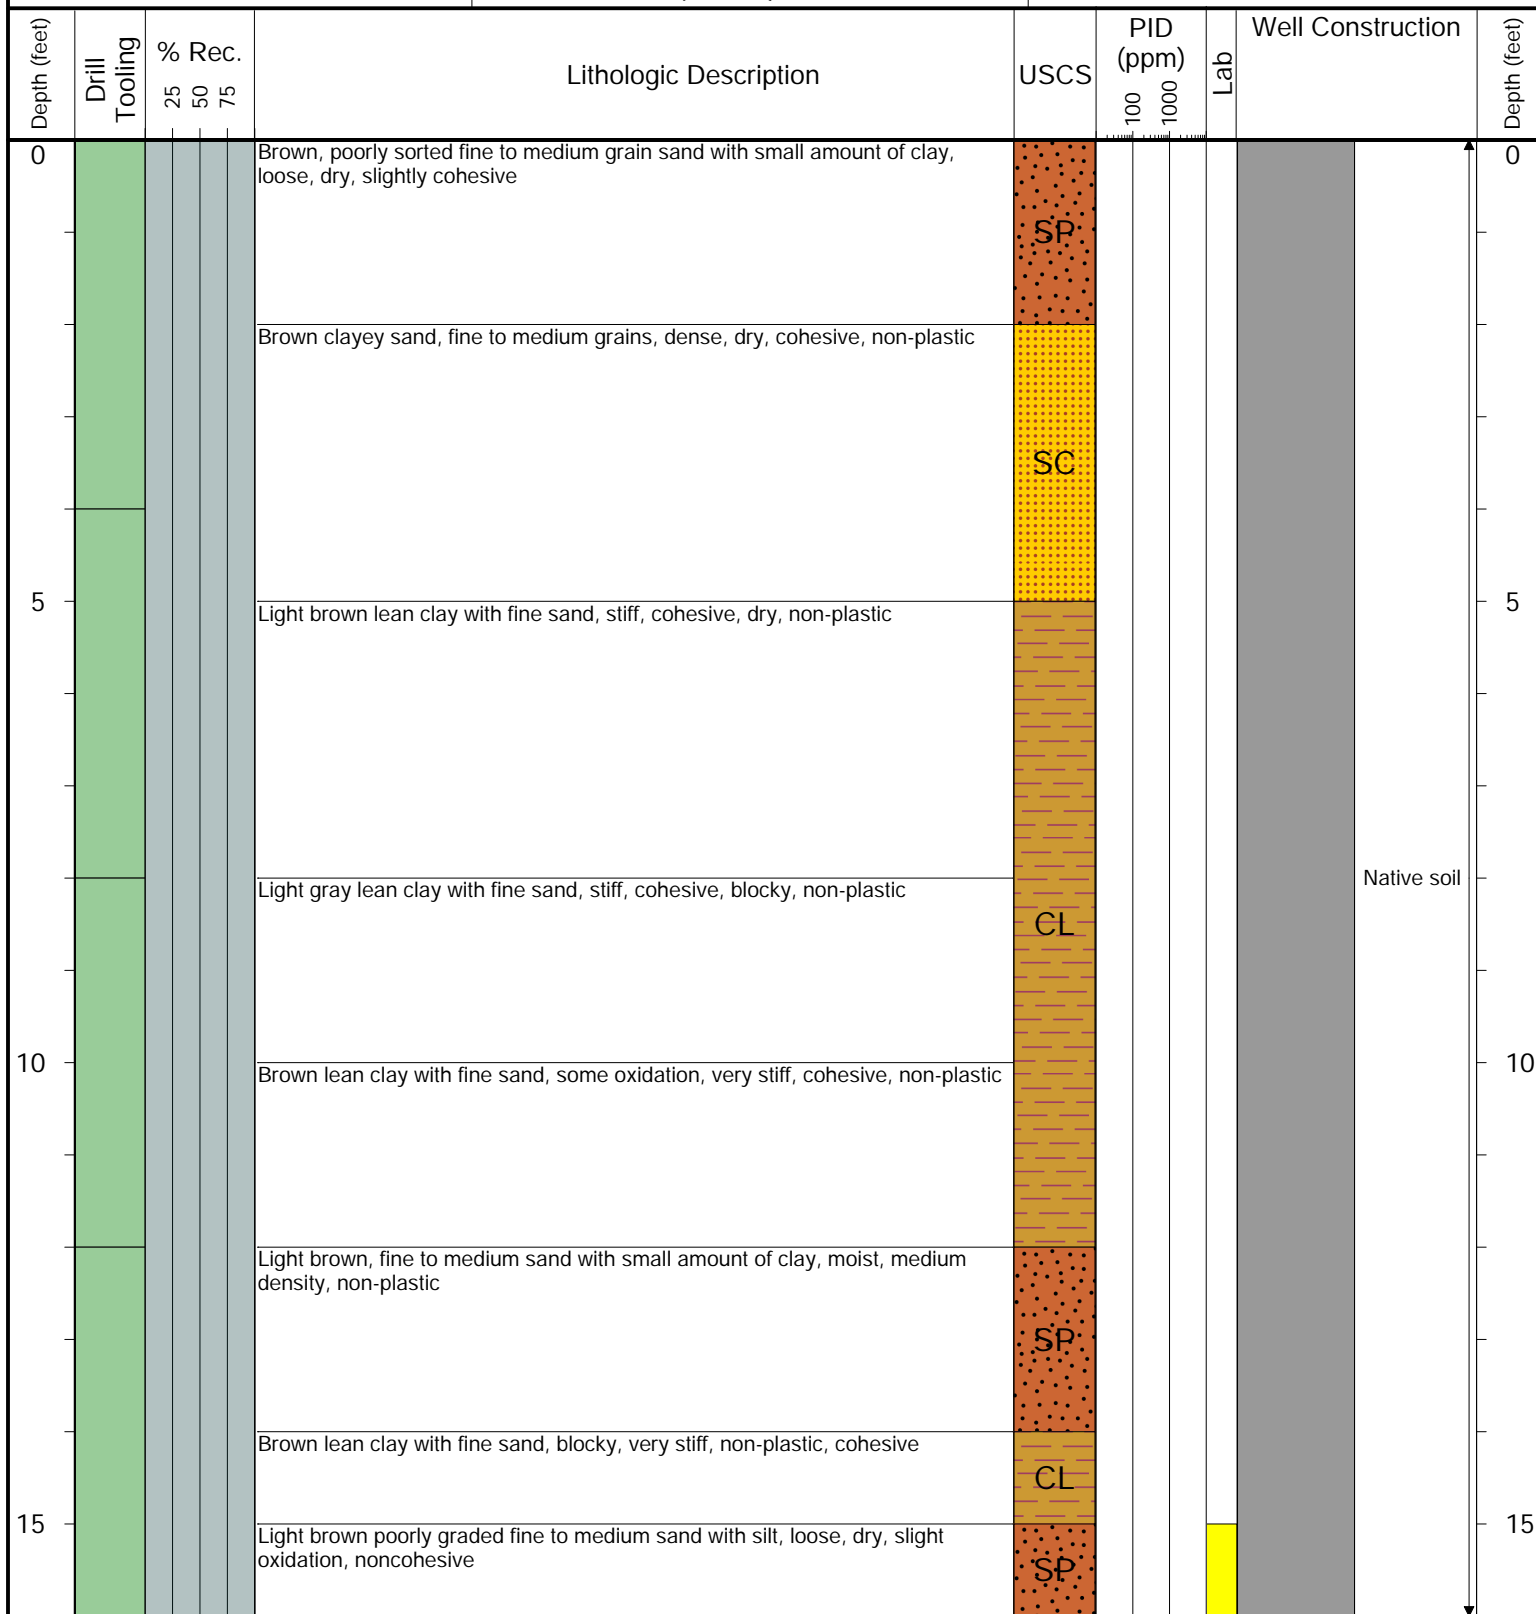 Depth (feet)
Drill
Tooling
% Rec.
25
50
75
Lithologic Description
USCS
PID
(ppm)
100
1000
Lab
Well Construction
Depth (feet)
0
Brown, poorly sorted fine to medium grain sand with small amount of clay,
loose, dry, slightly cohesive
SP
0
Brown clayey sand, fine to medium grains, dense, dry, cohesive, non-plastic
SC
5
Light brown lean clay with fine sand, stiff, cohesive, dry, non-plastic
5
Light gray lean clay with fine sand, stiff, cohesive, blocky, non-plastic
CL
Native soil
10
Brown lean clay with fine sand, some oxidation, very stiff, cohesive, non-plastic
10
Light brown, fine to medium sand with small amount of clay, moist, medium
density, non-plastic
SP
Brown lean clay with fine sand, blocky, very stiff, non-plastic, cohesive
CL
15
Light brown poorly graded fine to medium sand with silt, loose, dry, slight
oxidation, noncohesive
SP
15